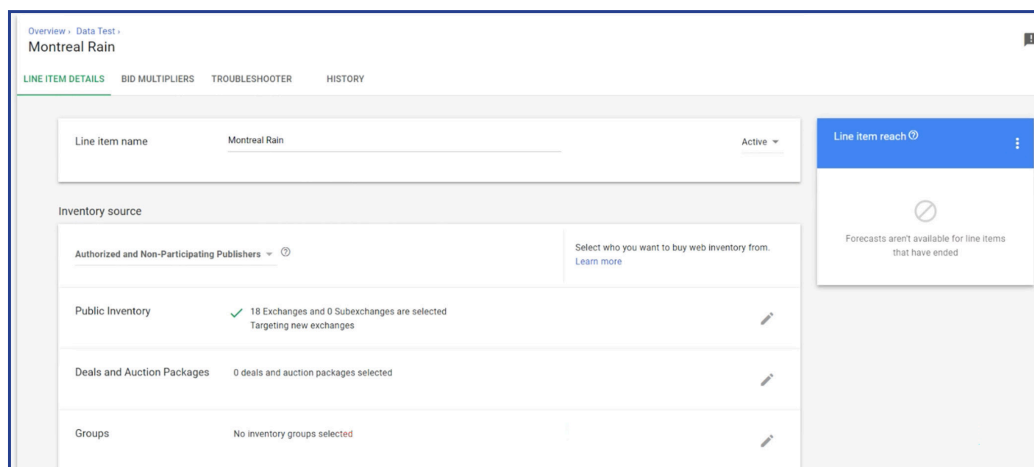 Overview › Data Test ›
Montreal Rain
LINE ITEM DETAILS BID MULTIPLIERS TROUBLESHOOTER HISTORY
Line item name Montreal Rain Active
Line item reach
Forecasts aren't available for line items
that have ended
Inventory source
Authorized and Non-Participating Publishers
Select who you want to buy web inventory from.
Learn more
Public Inventory 18 Exchanges and 0 Subexchanges are selected
Targeting new exchanges
Deals and Auction Packages 0 deals and auction packages selected
Groups No inventory groups selected